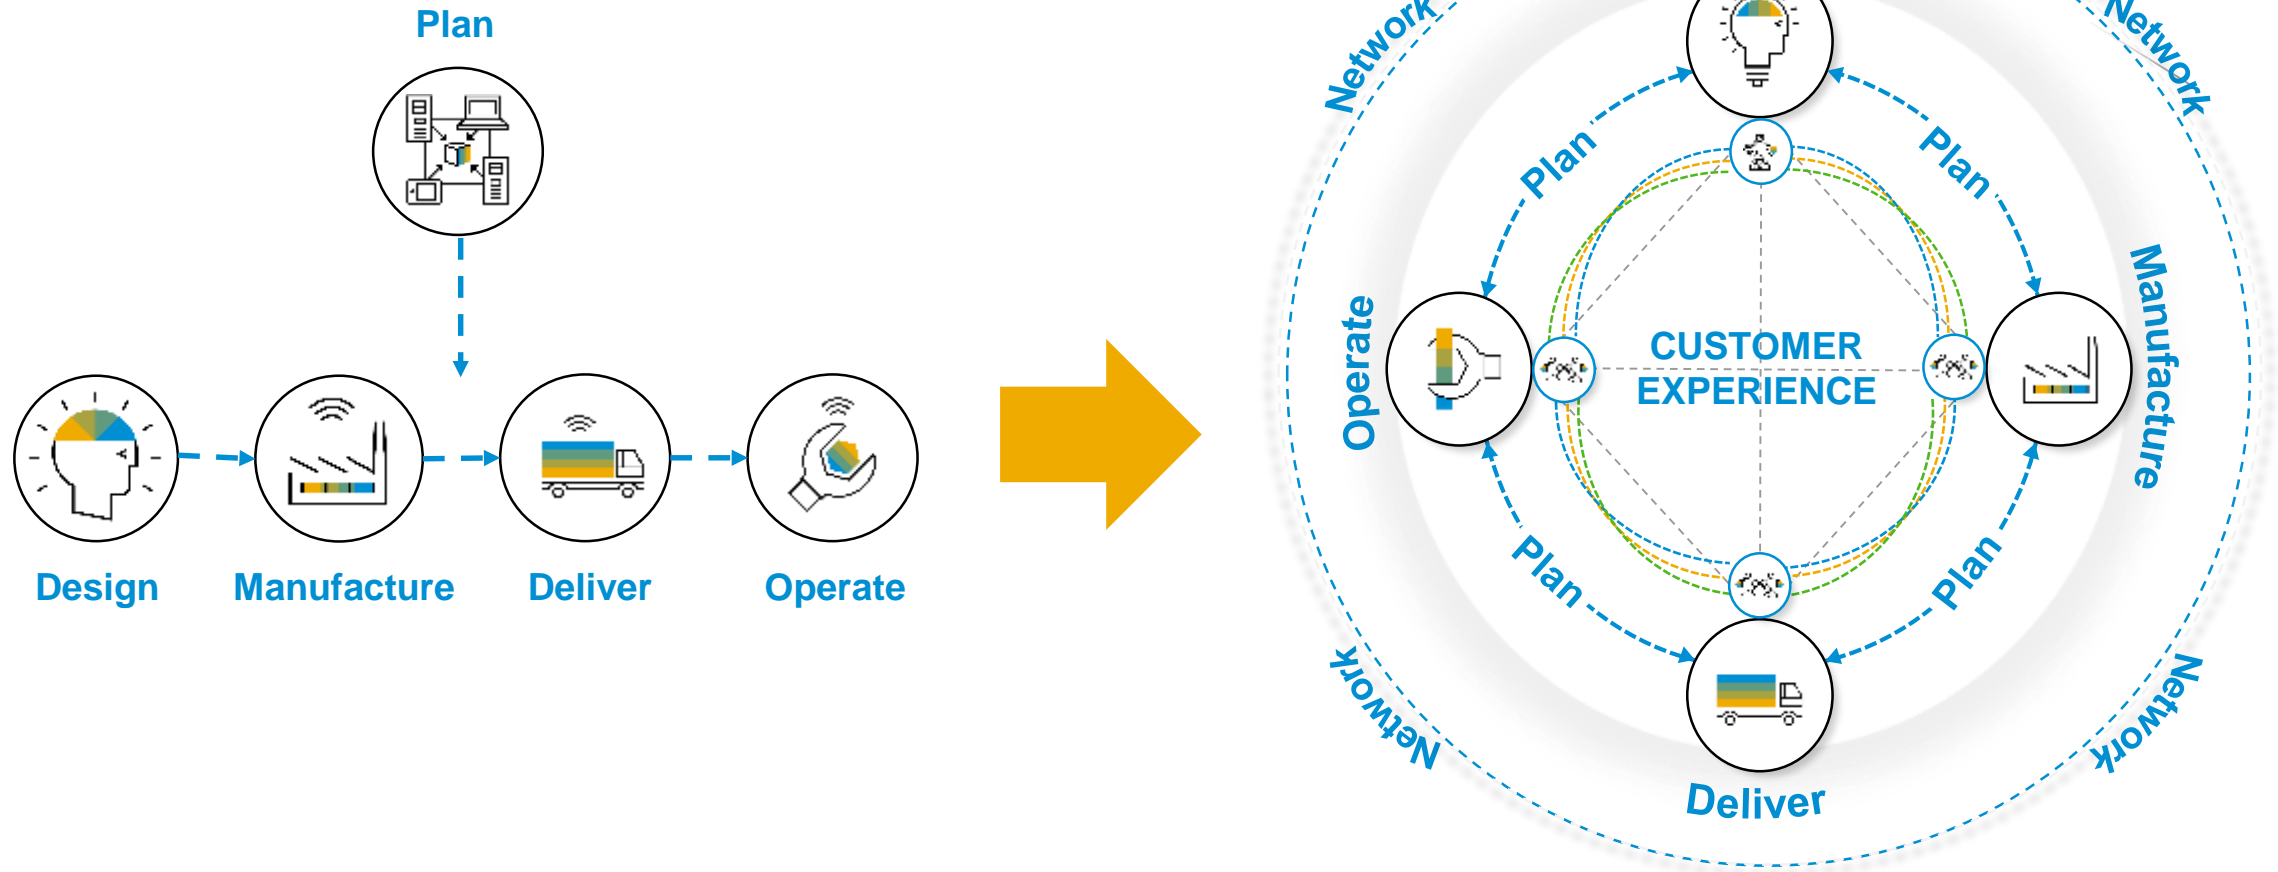 Plan
Design
Manufacture
Deliver
Operate
Network
Network
Plan
Plan
Operate
CUSTOMER
EXPERIENCE
Manufacture
Plan
Plan
Network
Network
Deliver